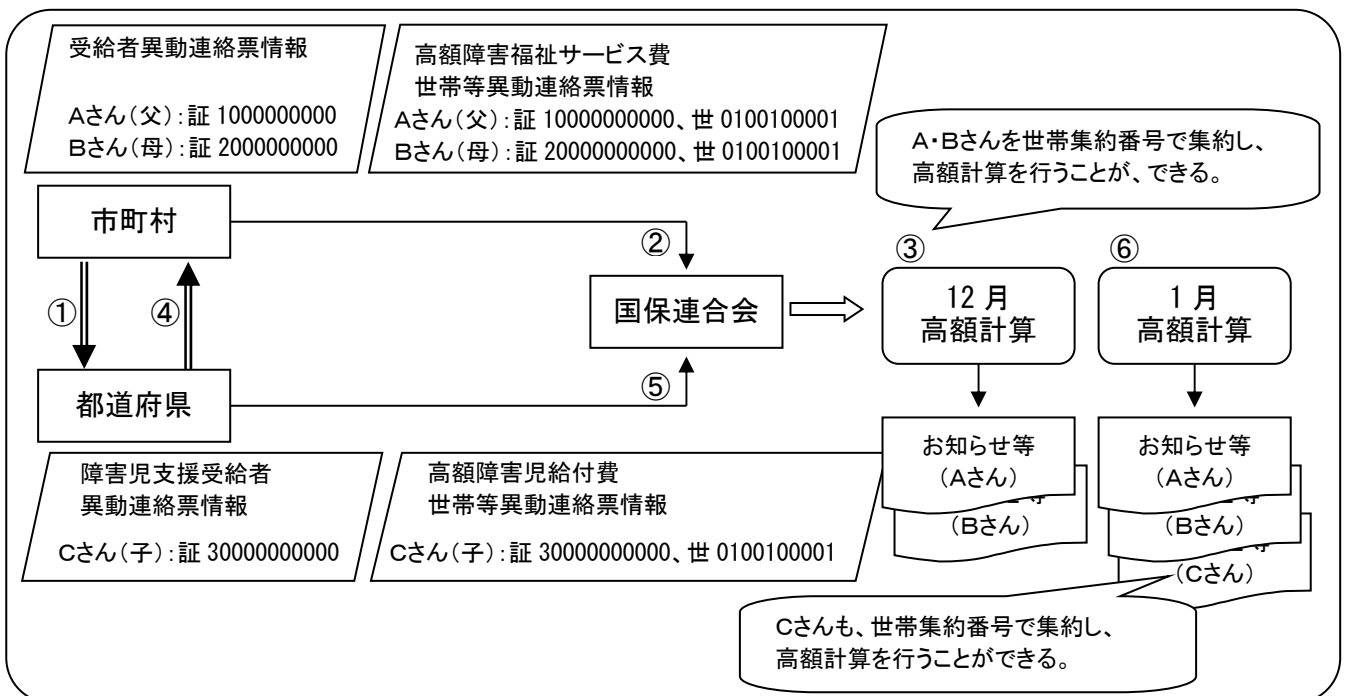 受給者異動連絡票情報
Aさん（父）：証 1000000000
Bさん（母）：証 2000000000
高額障害福祉サービス費
世帯等異動連絡票情報
Aさん（父）：証 10000000000、世 0100100001
Bさん（母）：証 20000000000、世 0100100001
A・Bさんを世帯集約番号で集約し、
高額計算を行うことが、できる。
市町村
①
④
都道府県
②
⑤
国保連合会
③
12 月
高額計算
⑥
1 月
高額計算
お知らせ等
（Aさん）
（Bさん）
お知らせ等
（Aさん）
（Bさん）
（Cさん）
障害児支援受給者
異動連絡票情報
Cさん（子）：証 30000000000
高額障害児給付費
世帯等異動連絡票情報
Cさん（子）：証 30000000000、世 0100100001
Cさんも、世帯集約番号で集約し、
高額計算を行うことができる。